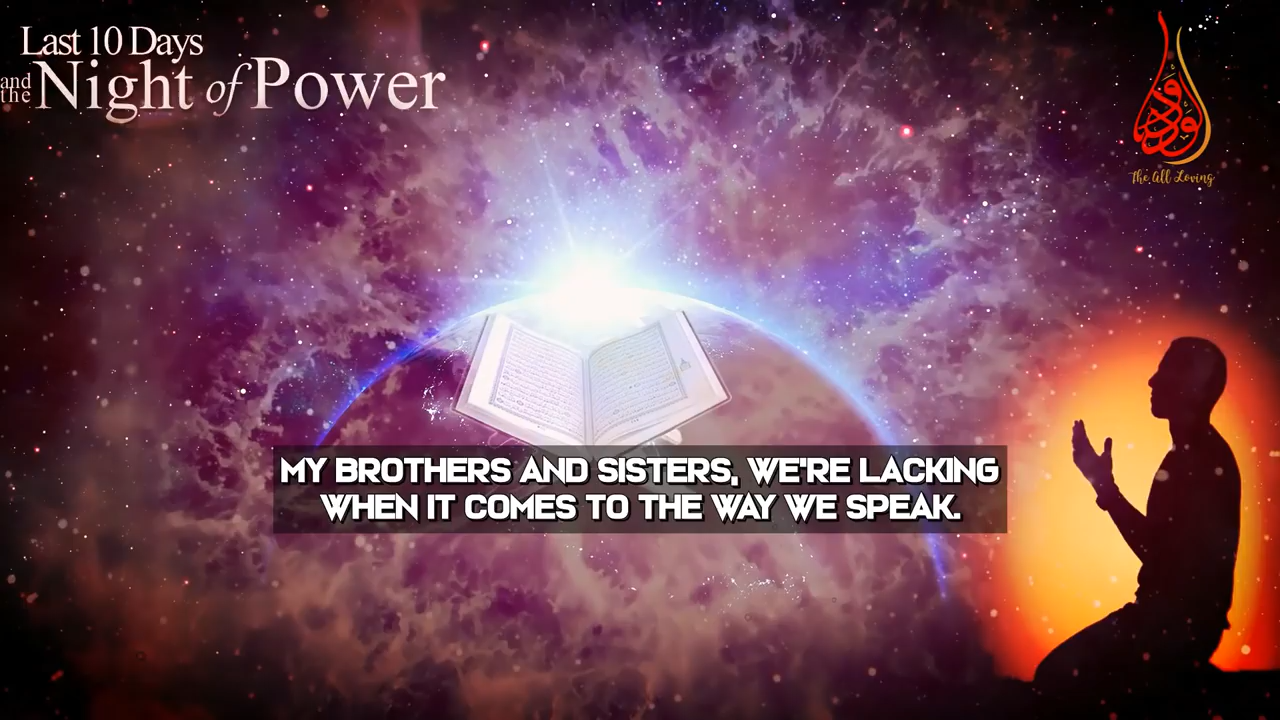 Last 10 Days
and the Night of Power
الودود
The All Loving
MY BROTHERS AND SISTERS, WE'RE LACKING
WHEN IT COMES TO THE WAY WE SPEAK.